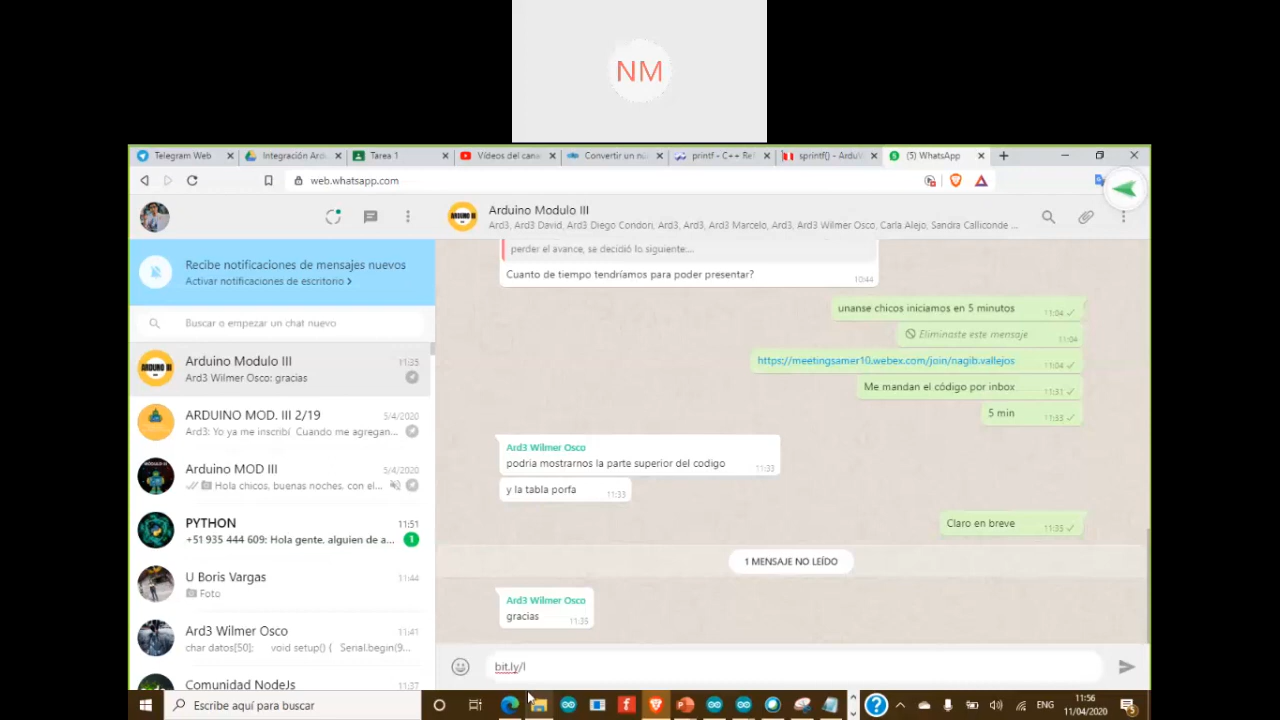 NM
Telegram Web
Integración Ard
Tarea 1
Vídeos del cana
Convertir un nu
printf - C++ Ref
sprintf() - Ardu
(5) WhatsApp
web.whatsapp.com
Recibe notificaciones de mensajes nuevos
Activar notificaciones de escritorio >
Buscar o empezar un chat nuevo
Arduino Modulo III 11:35
Ard3 Wilmer Osco: gracias
ARDUINO MOD. III 2/19 5/4/2020
Ard3: Yo ya me inscribí Cuando me agregan...
Arduino MOD III 5/4/2020
Hola chicos, buenas noches, con el...
PYTHON 11:51
+51 935 444 609: Hola gente, alguien de a... 1
U Boris Vargas 11:44
Foto
Ard3 Wilmer Osco 11:41
char datos[50]; void setup() { Serial.begin(9...
Comunidad NodeJs 11:37
ARDUINO III
Arduino Modulo III
Ard3, Ard3 David, Ard3 Diego Condori, Ard3, Ard3 Marcelo, Ard3, Ard3 Wilmer Osco, Carla Alejo, Sandra Calliconde ...
perder el avance, se decidió lo siguiente:...
Cuanto de tiempo tendríamos para poder presentar? 10:44
unanse chicos iniciamos en 5 minutos 11:04
Eliminaste este mensaje 11:04
https://meetingsamer10.webex.com/join/nagib.vallejos 11:04
Me mandan el código por inbox 11:31
5 min 11:33
Ard3 Wilmer Osco
podria mostrarnos la parte superior del codigo 11:33
y la tabla porfa 11:33
Claro en breve 11:35
1 MENSAJE NO LEÍDO
Ard3 Wilmer Osco
gracias 11:35
bit.ly/l
Escribe aquí para buscar
ENG
11:56
11/04/2020
5